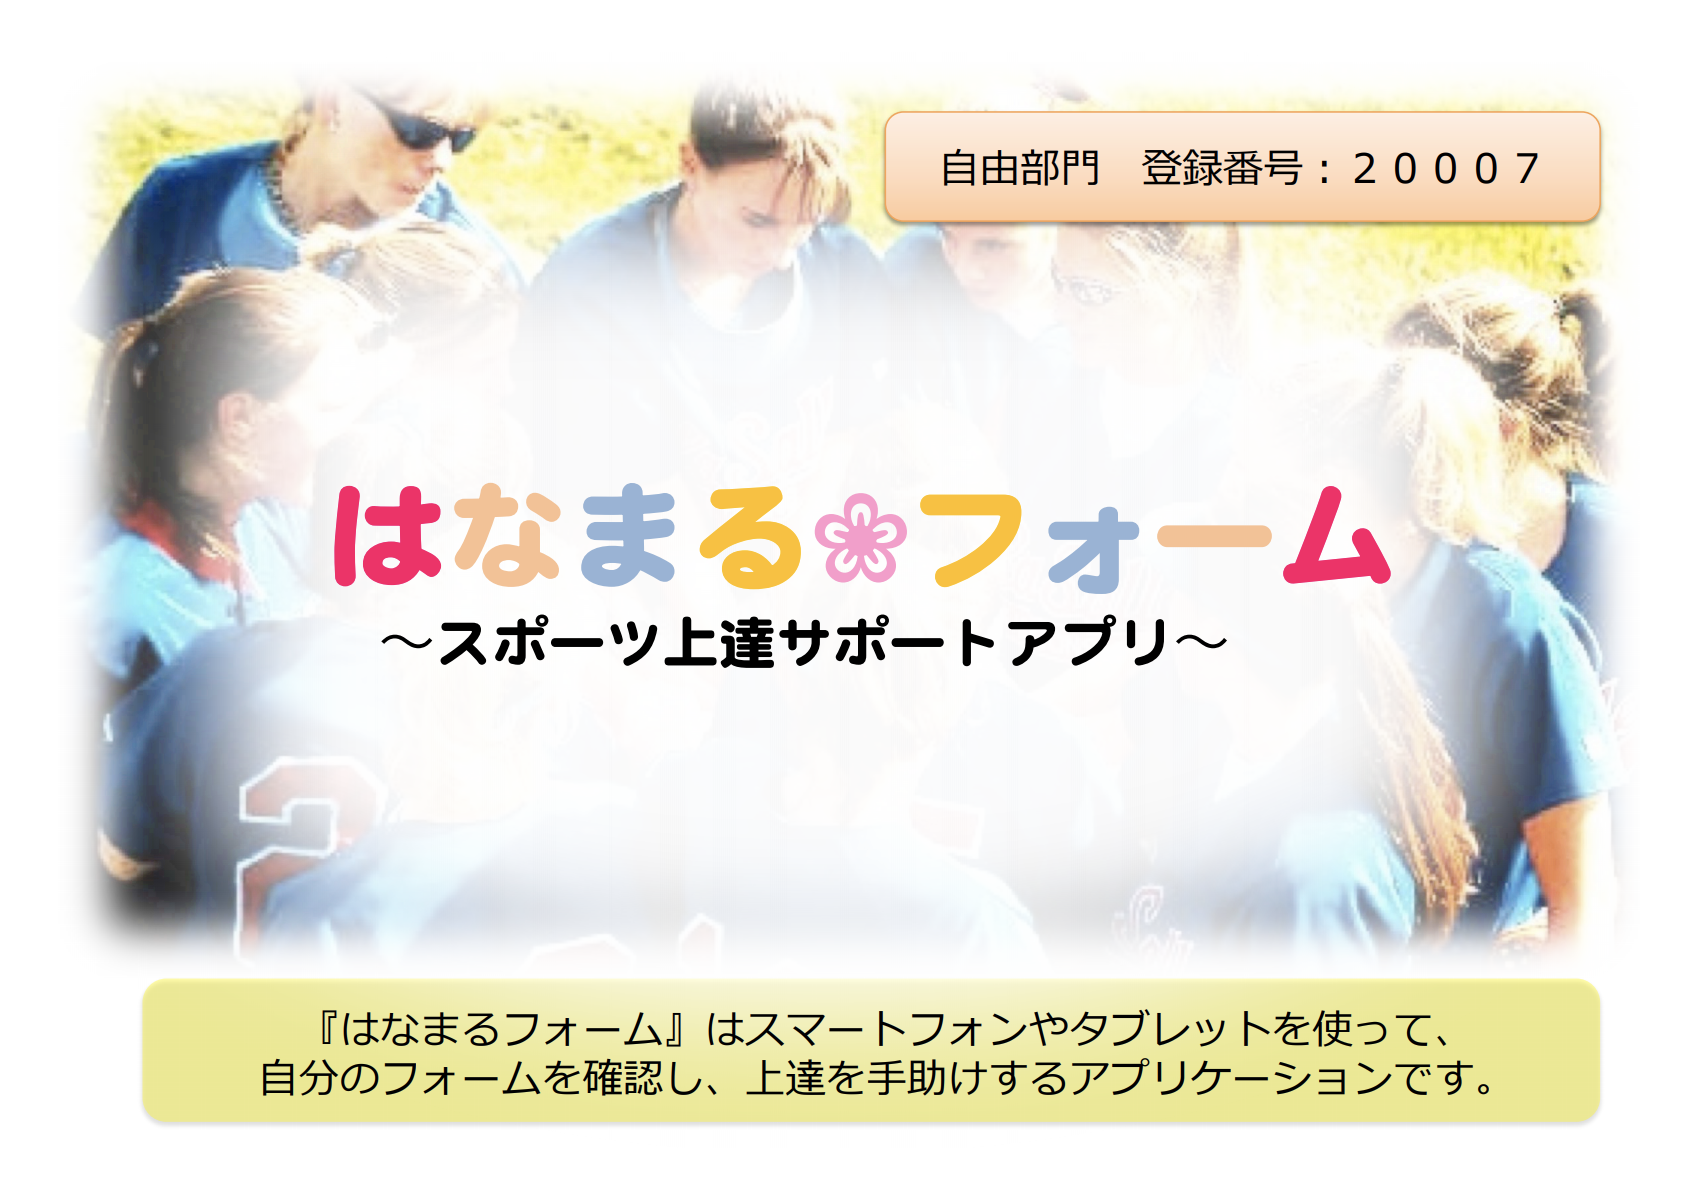 自由部門　登録番号：２０００７
はなまる❀フォーム
～スポーツ上達サポートアプリ～
『はなまるフォーム』はスマートフォンやタブレットを使って、
自分のフォームを確認し、上達を手助けするアプリケーションです。
2